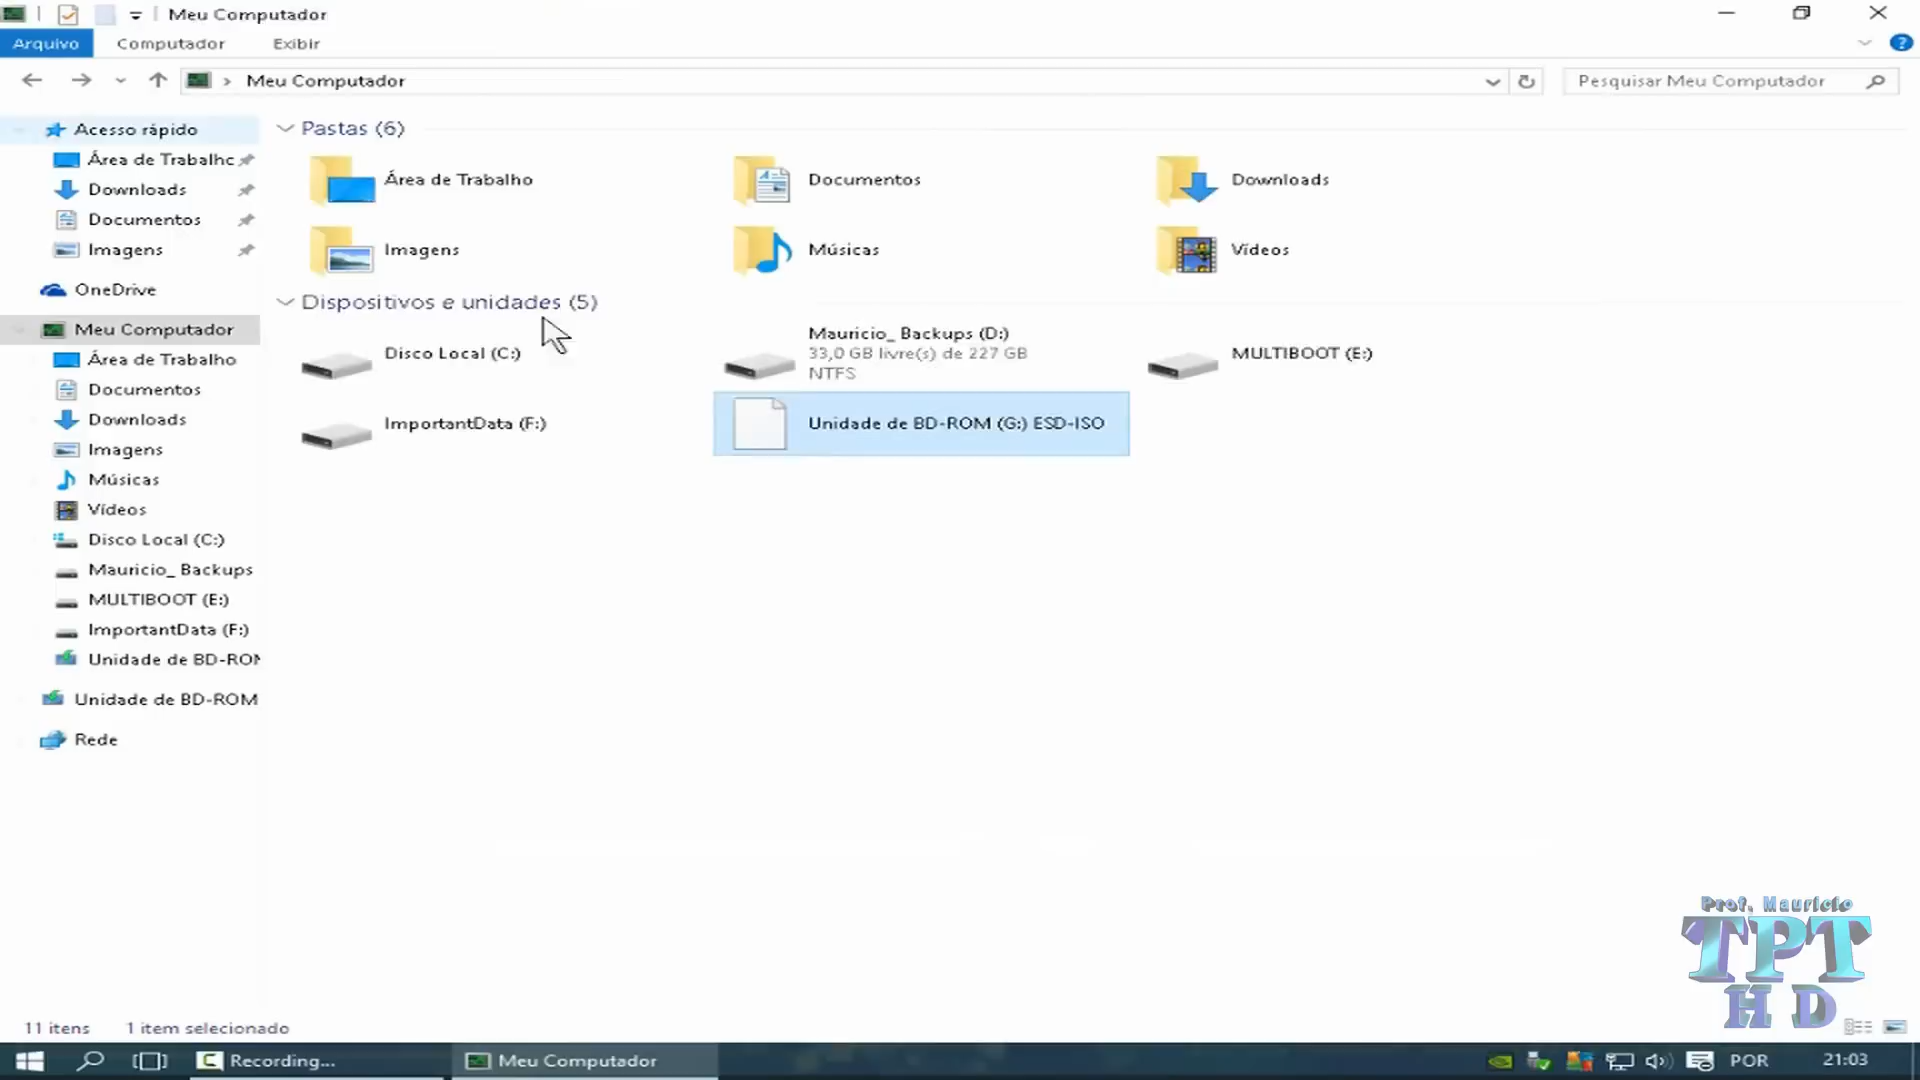 Meu Computador
Arquivo
Computador
Exibir
Meu Computador
Pesquisar Meu Computador
Acesso rápido
Área de Trabalhc
Downloads
Documentos
Imagens
OneDrive
Meu Computador
Área de Trabalho
Documentos
Downloads
Imagens
Músicas
Vídeos
Disco Local (C:)
Mauricio_ Backups
MULTIBOOT (E:)
ImportantData (F:)
Unidade de BD-ROM
Unidade de BD-ROM
Rede
Pastas (6)
Área de Trabalho
Documentos
Downloads
Imagens
Músicas
Vídeos
Dispositivos e unidades (5)
Disco Local (C:)
Mauricio_ Backups (D:)
33,0 GB livre(s) de 227 GB
NTFS
MULTIBOOT (E:)
ImportantData (F:)
Unidade de BD-ROM (G:) ESD-ISO
Prof. Mauricio
TPT
HD
11 itens
1 item selecionado
Recording...
Meu Computador
POR
21:03